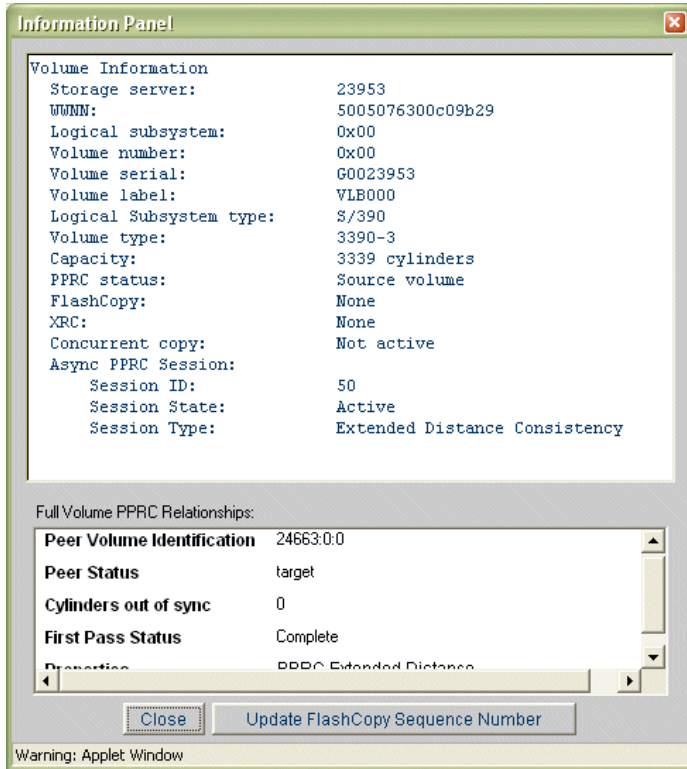 Information Panel
Volume Information
Storage server: 23953
WWNN: 5005076300c09b29
Logical subsystem: 0x00
Volume number: 0x00
Volume serial: G0023953
Volume label: VLB000
Logical Subsystem type: S/390
Volume type: 3390-3
Capacity: 3339 cylinders
PPRC status: Source volume
FlashCopy: None
XRC: None
Concurrent copy: Not active
Async PPRC Session:
Session ID: 50
Session State: Active
Session Type: Extended Distance Consistency
Full Volume PPRC Relationships:
Peer Volume Identification 24663:0:0
Peer Status target
Cylinders out of sync 0
First Pass Status Complete
Properties PPRC Extended Distance
Close Update FlashCopy Sequence Number
Warning: Applet Window